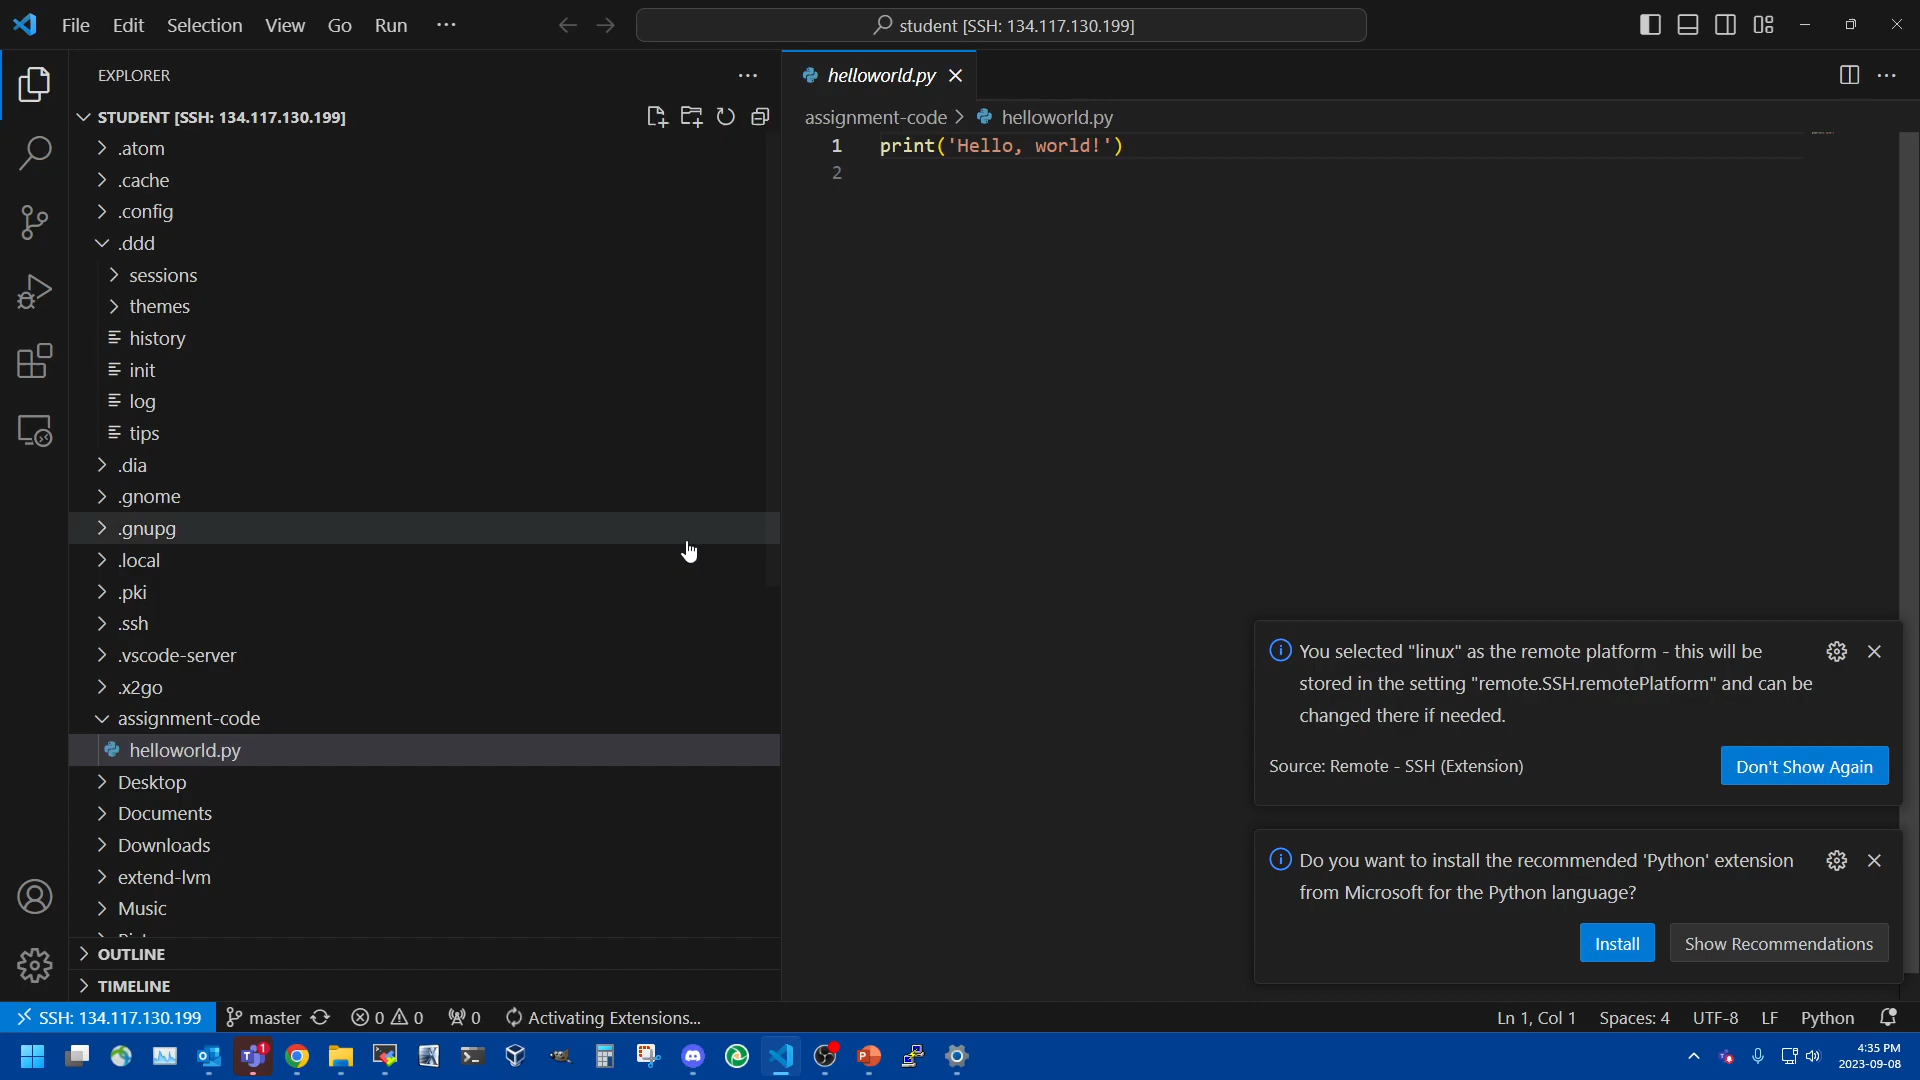 File Edit Selection View Go Run ···
student [SSH: 134.117.130.199]
EXPLORER
STUDENT [SSH: 134.117.130.199]
.atom
.cache
.config
.ddd
sessions
themes
history
init
log
tips
.dia
.gnome
.gnupg
.local
.pki
.ssh
.vscode-server
.x2go
assignment-code
helloworld.py
Desktop
Documents
Downloads
extend-lvm
Music
OUTLINE
TIMELINE
helloworld.py
assignment-code > helloworld.py
1 print('Hello, world!')
2
You selected "linux" as the remote platform - this will be
stored in the setting "remote.SSH.remotePlatform" and can be
changed there if needed.
Source: Remote - SSH (Extension)
Don't Show Again
Do you want to install the recommended 'Python' extension
from Microsoft for the Python language?
Install Show Recommendations
SSH: 134.117.130.199 master 0 0 0 Activating Extensions... Ln 1, Col 1 Spaces: 4 UTF-8 LF Python
1
4:35 PM
2023-09-08